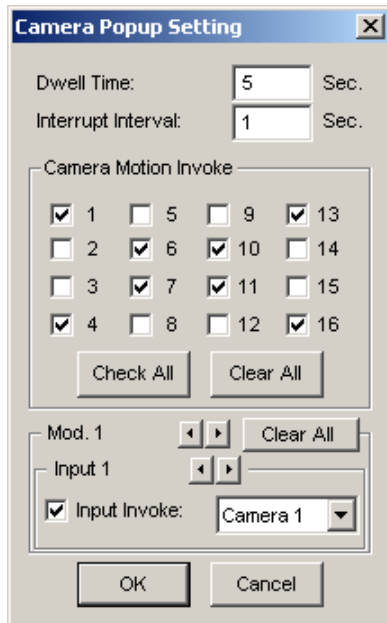 Camera Popup Setting
Dwell Time: 5 Sec.
Interrupt Interval: 1 Sec.
Camera Motion Invoke
1 5 9 13
2 6 10 14
3 7 11 15
4 8 12 16
Check All Clear All
Mod. 1 Clear All
Input 1
Input Invoke: Camera 1
OK Cancel